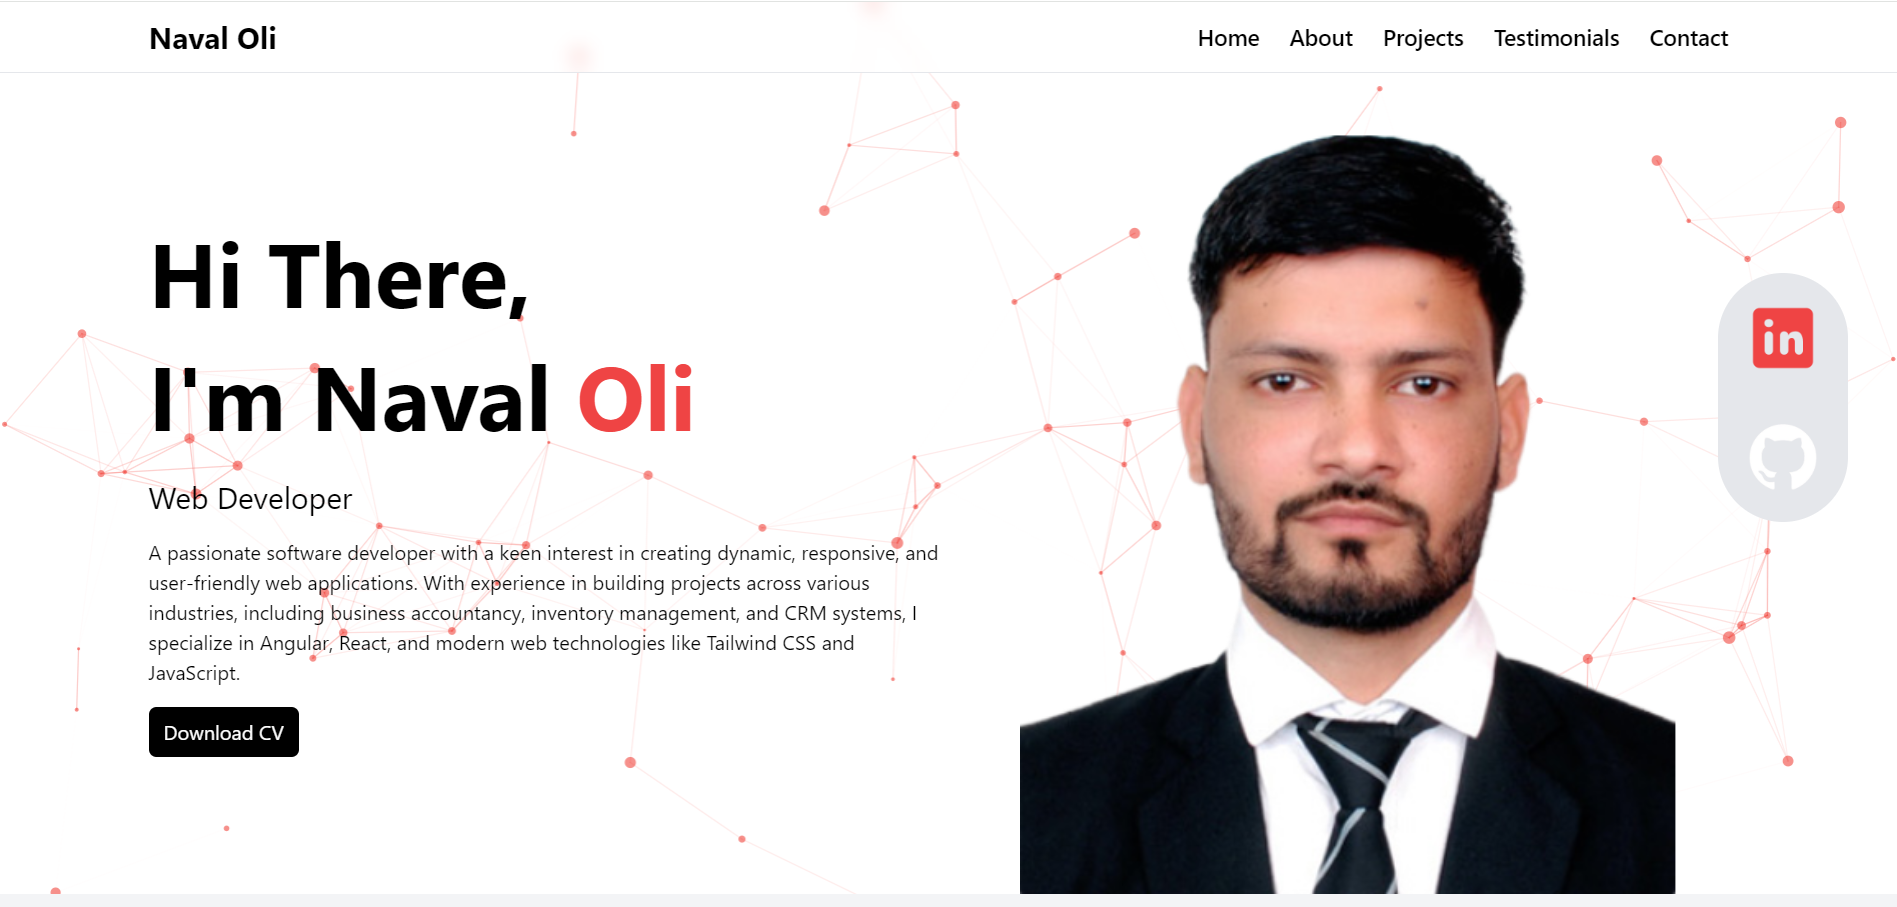 Naval Oli
Home About Projects Testimonials Contact
Hi There,
I'm Naval Oli
Web Developer
A passionate software developer with a keen interest in creating dynamic, responsive, and
user-friendly web applications. With experience in building projects across various
industries, including business accountancy, inventory management, and CRM systems, I
specialize in Angular, React, and modern web technologies like Tailwind CSS and
JavaScript.
Download CV
in